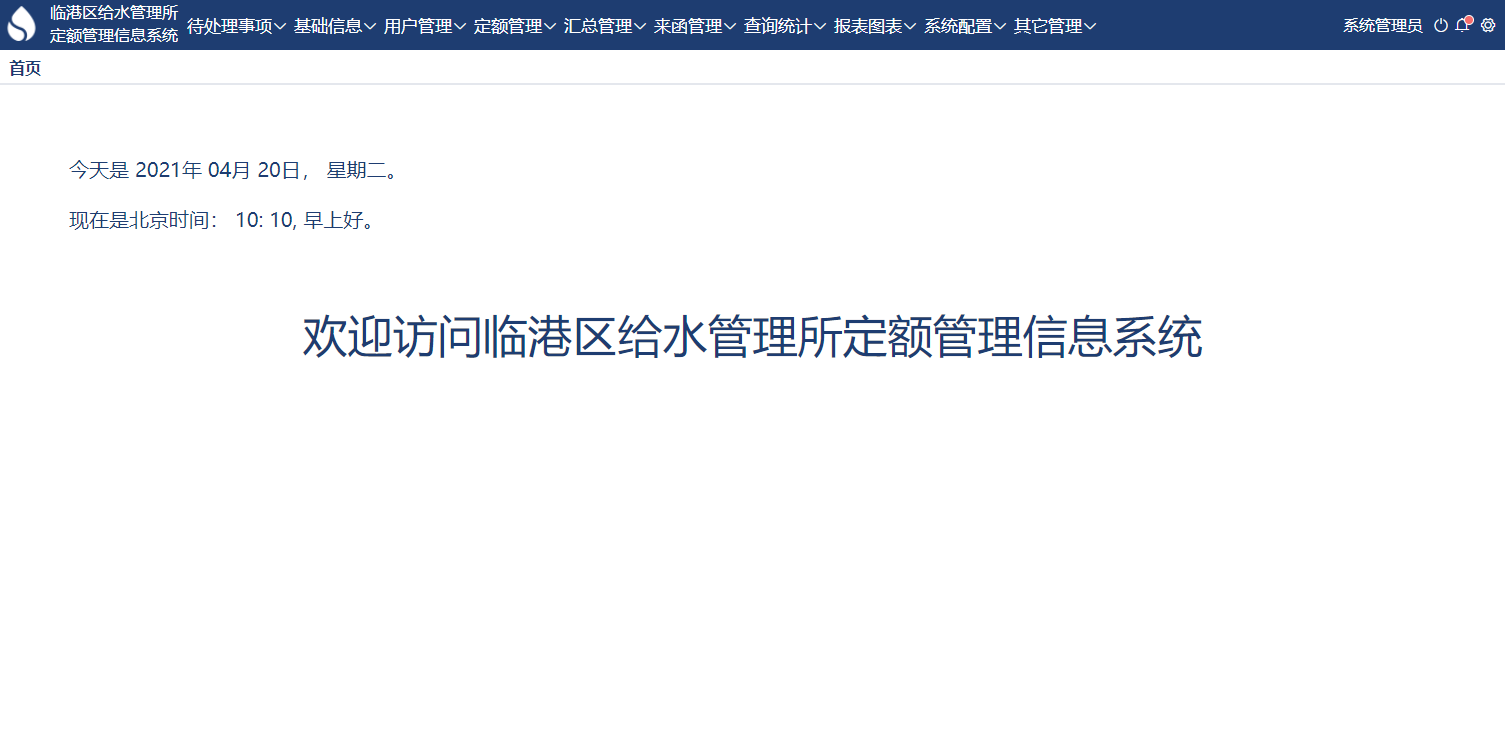 临港区给水管理所
定额管理信息系统
待处理事项 基础信息 用户管理 定额管理 汇总管理 来函管理 查询统计 报表图表 系统配置 其它管理 系统管理员
首页
今天是 2021年 04月 20日， 星期二。
现在是北京时间： 10: 10, 早上好。
欢迎访问临港区给水管理所定额管理信息系统